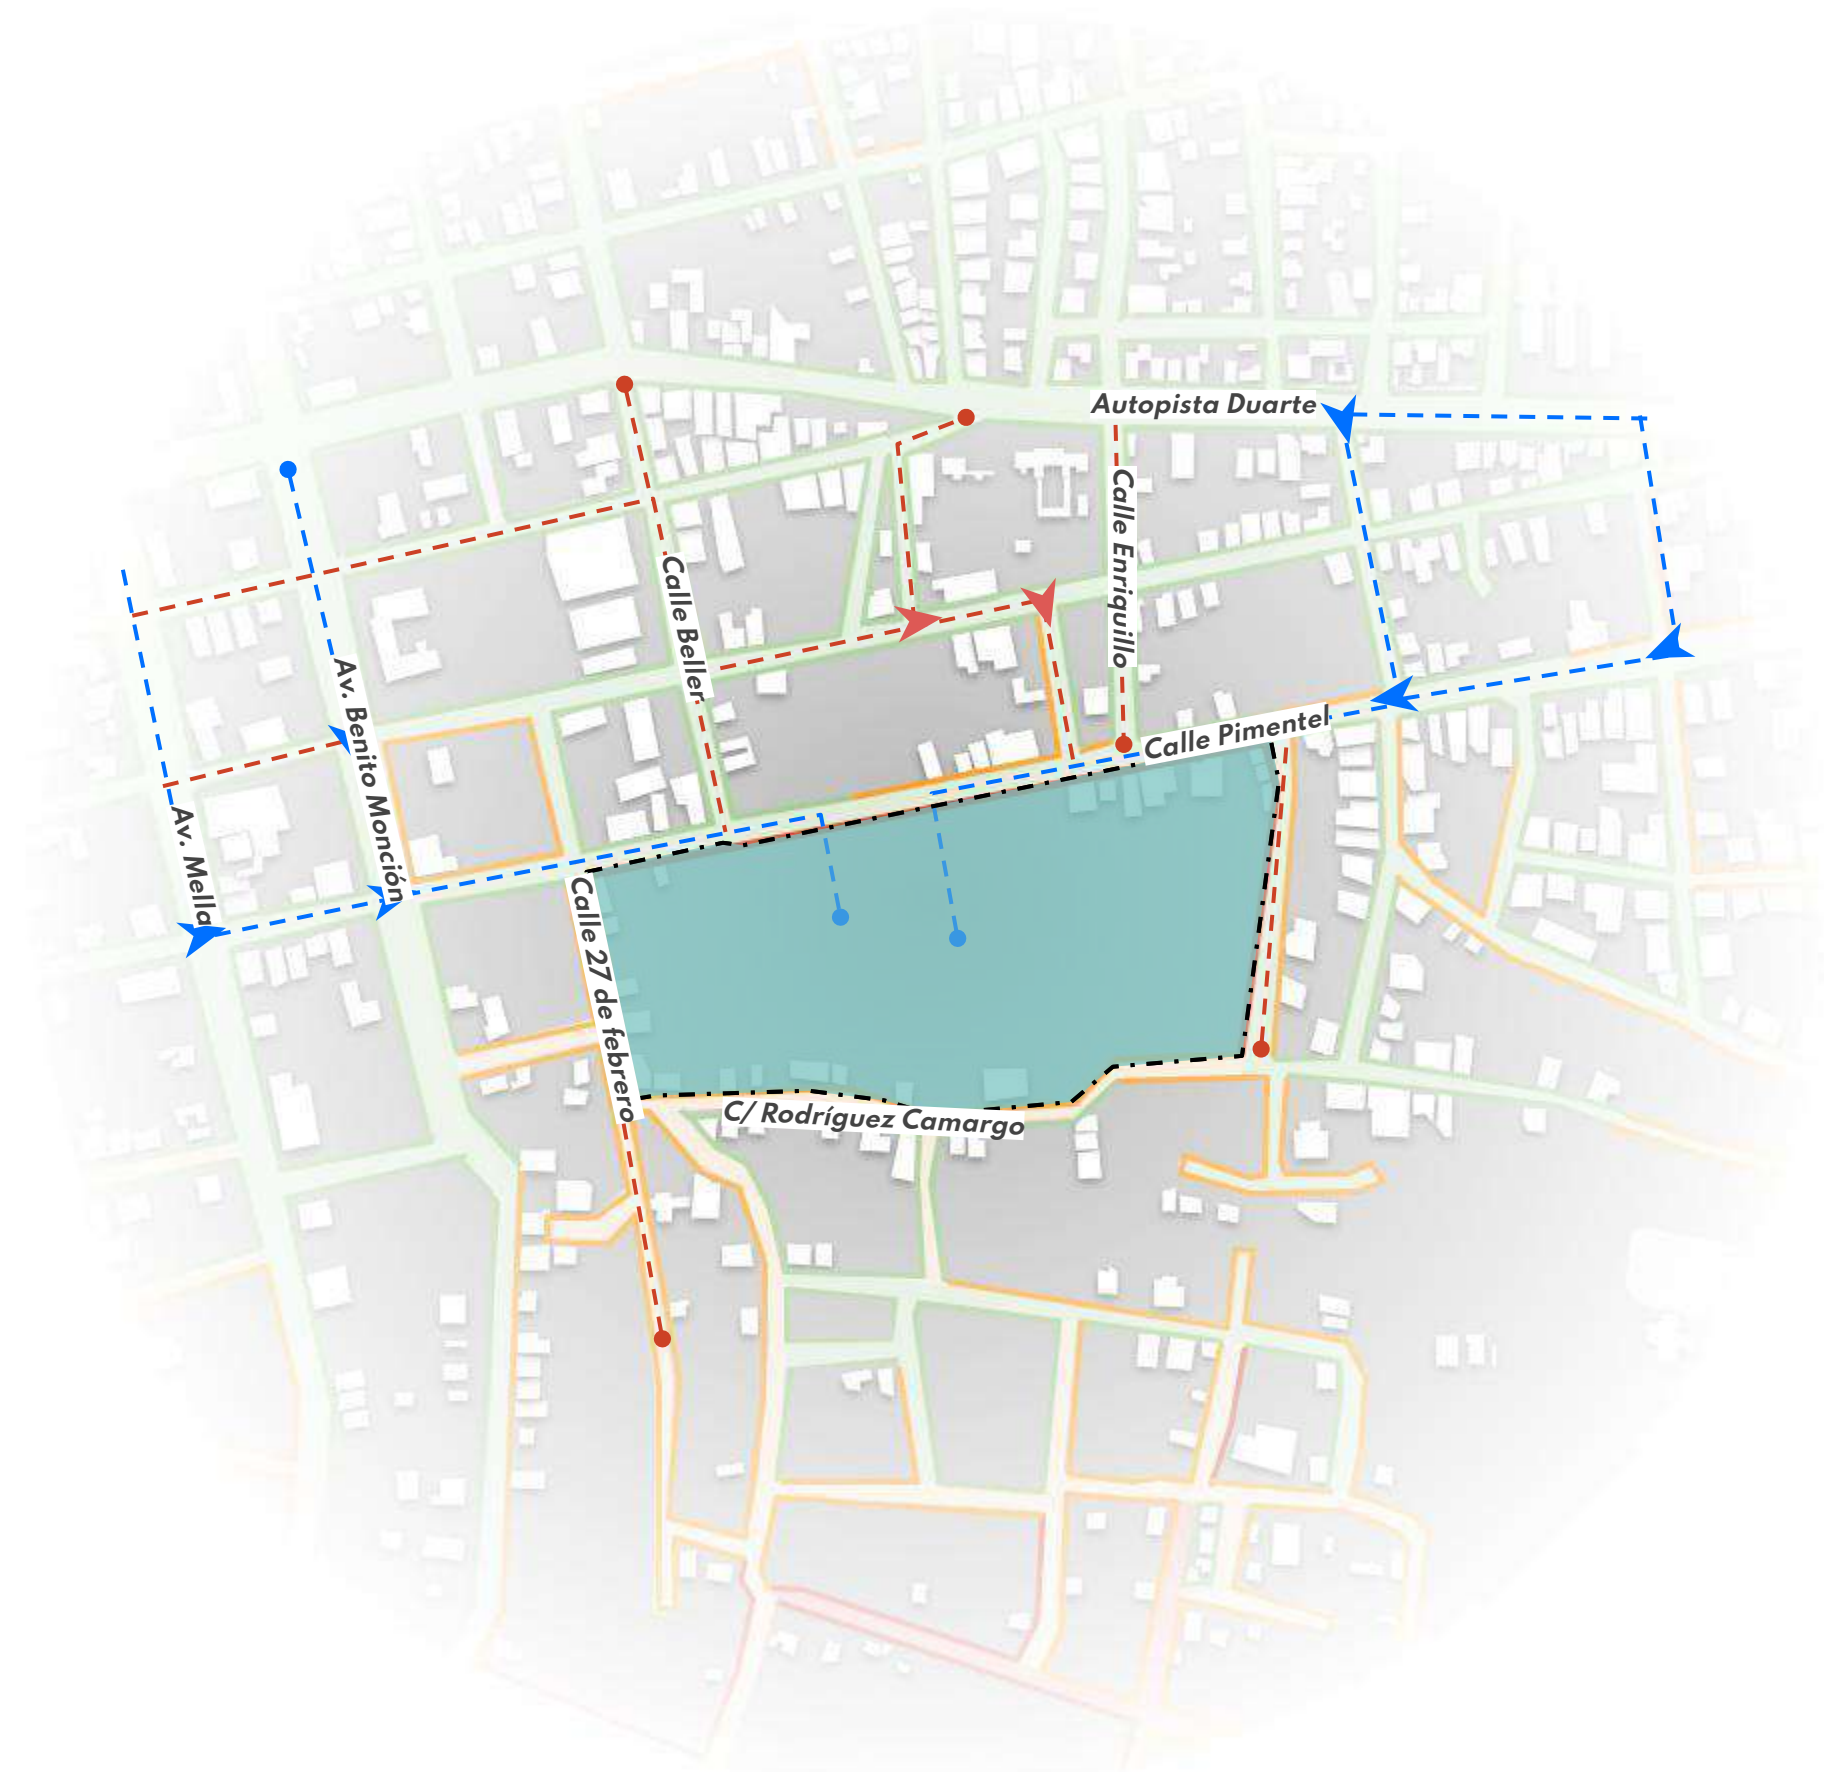 Autopista Duarte
Calle Enriquillo
Calle Beller
Av. Benito Monción
Calle Pimentel
Av. Mella
Calle 27 de febrero
C/ Rodríguez Camargo